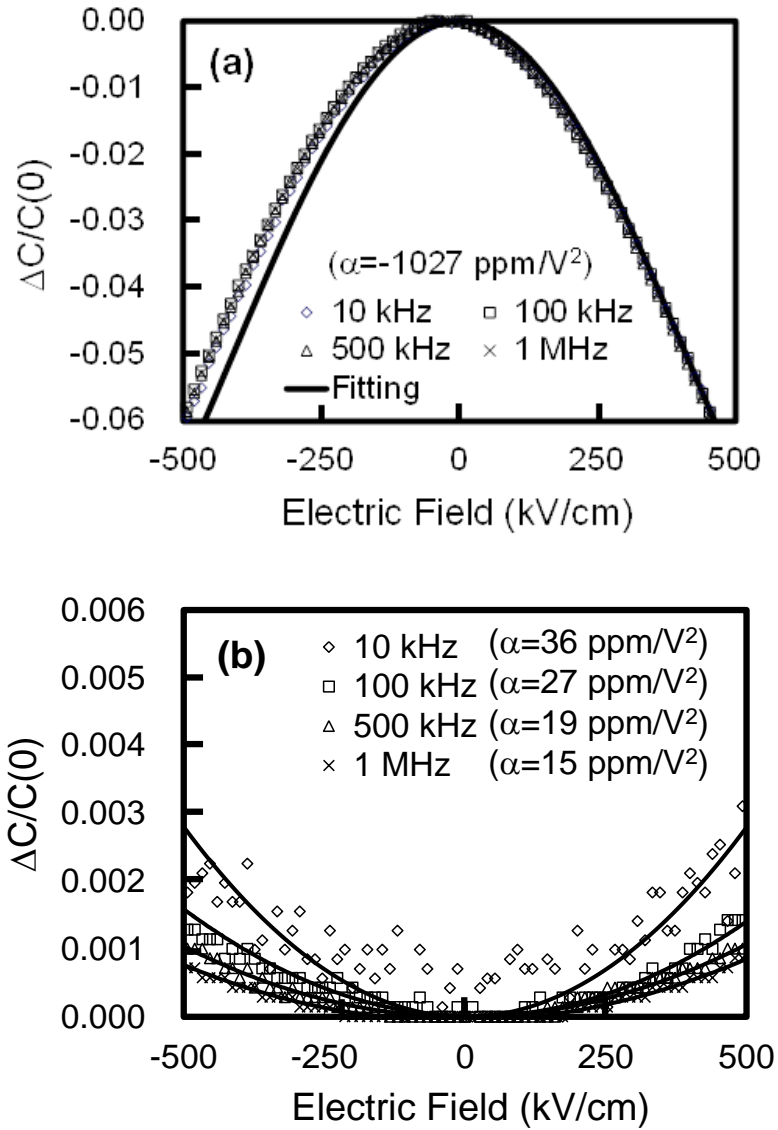 0.00
(a)
-0.01
-0.02
-0.03
-0.04
-0.05
-0.06
ΔC/C(0)
(α=-1027 ppm/V²)
10 kHz 100 kHz
500 kHz 1 MHz
Fitting
-500 -250 0 250 500
Electric Field (kV/cm)
0.006
0.005
0.004
0.003
0.002
0.001
0.000
ΔC/C(0)
(b)
10 kHz (α=36 ppm/V²)
100 kHz (α=27 ppm/V²)
500 kHz (α=19 ppm/V²)
1 MHz (α=15 ppm/V²)
-500 -250 0 250 500
Electric Field (kV/cm)